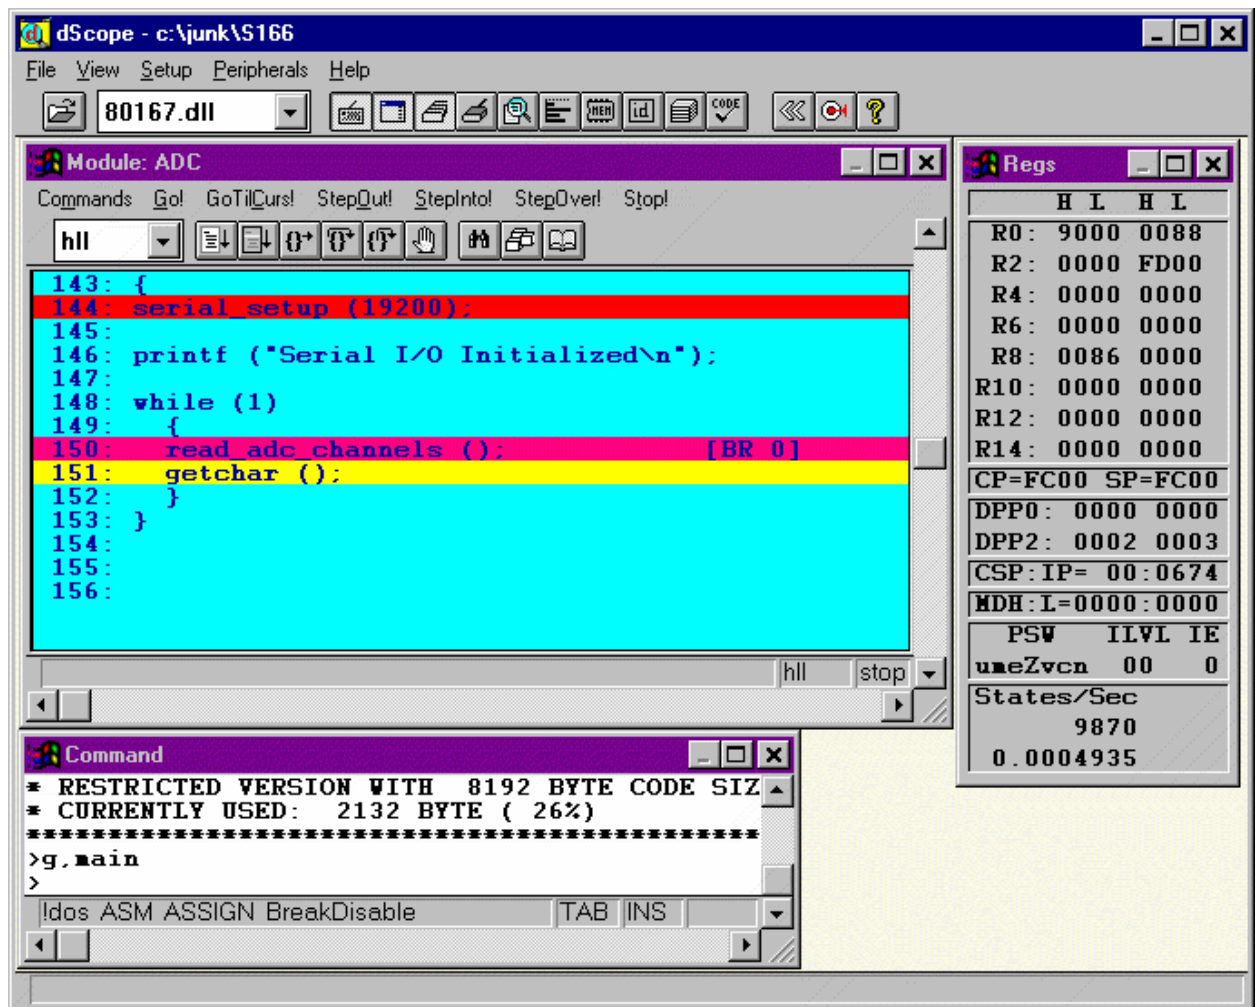 dScope - c:\junk\S166
File View Setup Peripherals Help
80167.dll MEM id CODE
Module: ADC
Commands Go! GoTilCurs! StepOut! StepInto! StepOver! Stop!
hll
143: {
144: serial_setup (19200);
145:
146: printf ("Serial I/O Initialized\n");
147:
148: while (1)
149: {
150: read_adc_channels (); [BR 0]
151: getchar ();
152: }
153: }
154:
155:
156:
hll stop
Command
* RESTRICTED VERSION WITH 8192 BYTE CODE SIZ
* CURRENTLY USED: 2132 BYTE ( 26%)
***********************************************
>g,main
>
!dos ASM ASSIGN BreakDisable TAB INS
Regs
H L H L
R0: 9000 0088
R2: 0000 FD00
R4: 0000 0000
R6: 0000 0000
R8: 0086 0000
R10: 0000 0000
R12: 0000 0000
R14: 0000 0000
CP=FC00 SP=FC00
DPP0: 0000 0000
DPP2: 0002 0003
CSP:IP= 00:0674
MDH:L=0000:0000
PSW ILVL IE
umeZvcn 00 0
States/Sec
9870
0.0004935